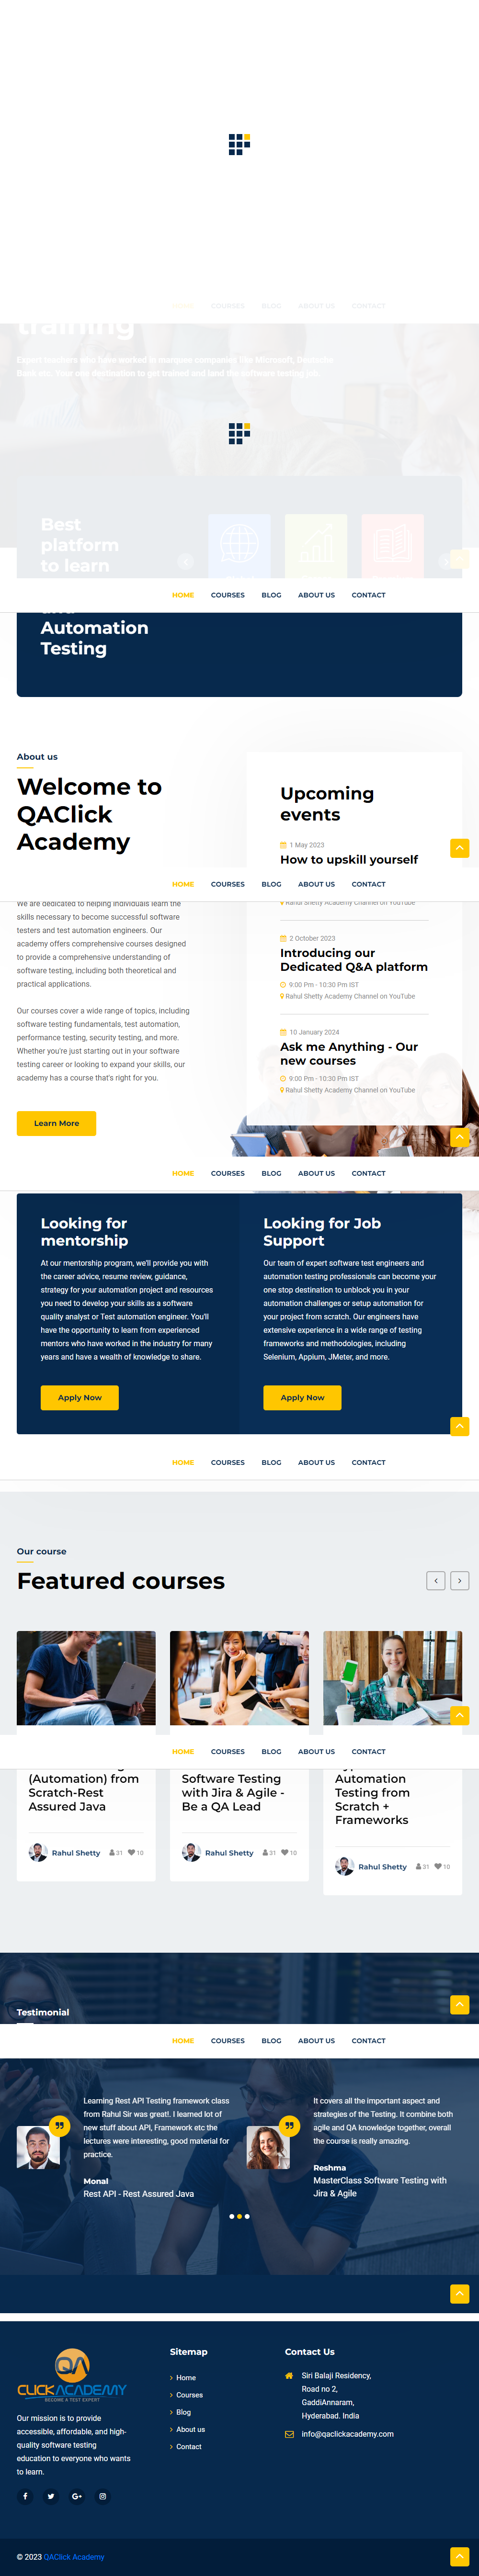 HOME COURSES BLOG ABOUT US CONTACT
training
Expert teachers who have worked in
Best
platform
to learn
HOME COURSES BLOG ABOUT US CONTACT
Automation
Testing
About us
Welcome to
QAClick
Academy
Upcoming
events
1 May 2023
How to upskill yourself
HOME COURSES BLOG ABOUT US CONTACT
Rahul Shetty Academy Channel on YouTube
We are dedicated to helping individuals learn the
skills necessary to become successful software
testers and test automation engineers. Our
academy offers comprehensive courses designed
to provide a comprehensive understanding of
software testing, including both theoretical and
practical applications.
Our courses cover a wide range of topics, including
software testing fundamentals, test automation,
performance testing, security testing, and more.
Whether you're just starting out in your software
testing career or looking to expand your skills, our
academy has a course that's right for you.
Learn More
2 October 2023
Introducing our
Dedicated Q&A platform
9:00 Pm - 10:30 Pm IST
Rahul Shetty Academy Channel on YouTube
10 January 2024
Ask me Anything - Our
new courses
9:00 Pm - 10:30 Pm IST
Rahul Shetty Academy Channel on YouTube
HOME COURSES BLOG ABOUT US CONTACT
Looking for
mentorship
At our mentorship program, we'll provide you with
the career advice, resume review, guidance,
strategy for your automation project and resources
you need to develop your skills as a software
quality analyst or Test automation engineer. You'll
have the opportunity to learn from experienced
mentors who have worked in the industry for many
years and have a wealth of knowledge to share.
Apply Now
Looking for Job
Support
Our team of expert software test engineers and
automation testing professionals can become your
one stop destination to unblock you in your
automation challenges or setup automation for
your project from scratch. Our engineers have
extensive experience in a wide range of testing
frameworks and methodologies, including
Selenium, Appium, JMeter, and more.
Apply Now
HOME COURSES BLOG ABOUT US CONTACT
Our course
Featured courses
HOME COURSES BLOG ABOUT US CONTACT
(Automation) from
Scratch-Rest
Assured Java
Rahul Shetty 31 10
Software Testing
with Jira & Agile -
Be a QA Lead
Rahul Shetty 31 10
Automation
Testing from
Scratch +
Frameworks
Rahul Shetty 31 10
Testimonial
HOME COURSES BLOG ABOUT US CONTACT
Learning Rest API Testing framework class
from Rahul Sir was great!. I learned lot of
new stuff about API, Framework etc the
lectures were interesting, good material for
practice.
Monal
Rest API - Rest Assured Java
It covers all the important aspect and
strategies of the Testing. It combine both
agile and QA knowledge together, overall
the course is really amazing.
Reshma
MasterClass Software Testing with
Jira & Agile
QA
CLICKACADEMY
BECOME A TEST EXPERT
Our mission is to provide
accessible, affordable, and high-
quality software testing
education to everyone who wants
to learn.
Sitemap
Home
Courses
Blog
About us
Contact
Contact Us
Siri Balaji Residency,
Road no 2,
GaddiAnnaram,
Hyderabad. India
info@qaclickacademy.com
© 2023 QAClick Academy